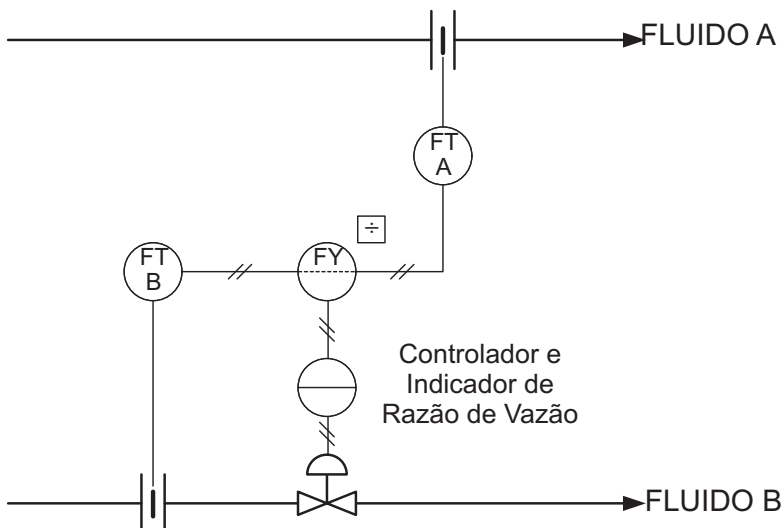 FLUIDO A
FT
A
÷
FT
B
FY
Controlador e
Indicador de
Razão de Vazão
FLUIDO B